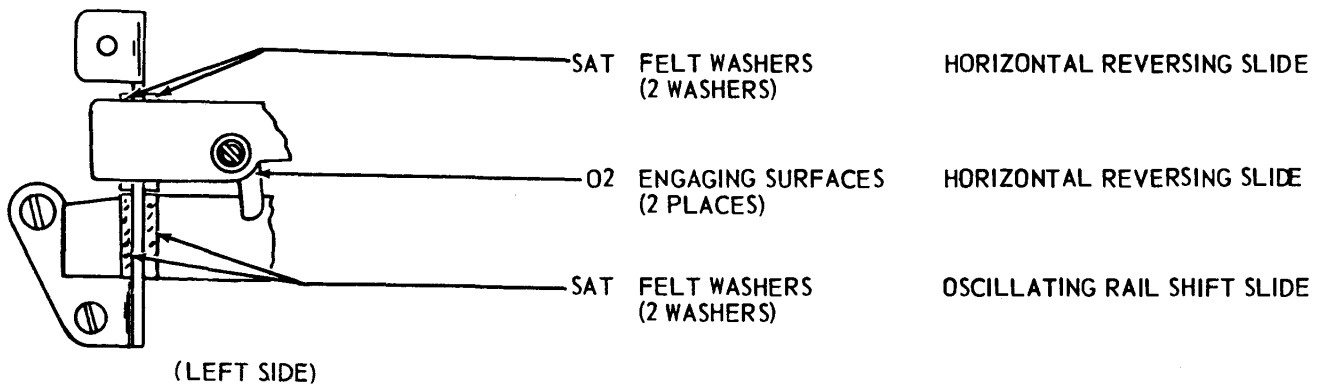 SAT FELT WASHERS HORIZONTAL REVERSING SLIDE
(2 WASHERS)
O2 ENGAGING SURFACES HORIZONTAL REVERSING SLIDE
(2 PLACES)
SAT FELT WASHERS OSCILLATING RAIL SHIFT SLIDE
(2 WASHERS)
(LEFT SIDE)